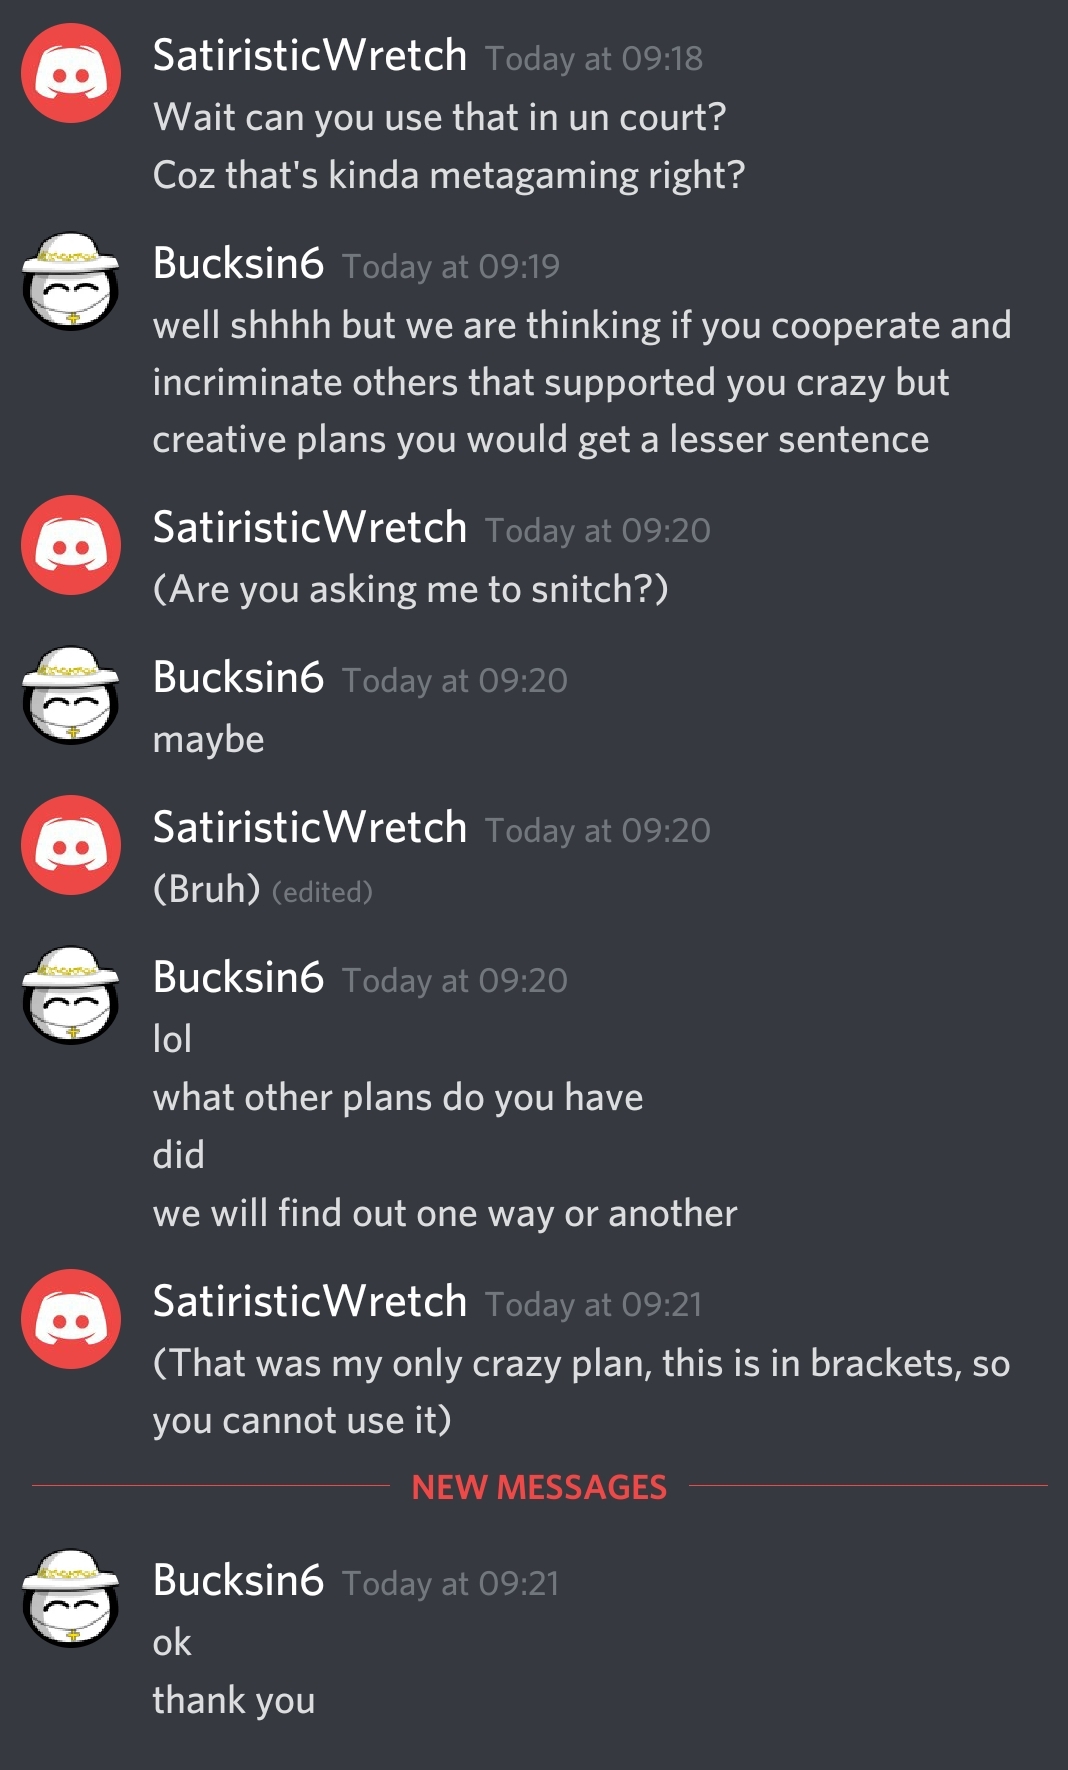 SatiristicWretch Today at 09:18
Wait can you use that in un court?
Coz that's kinda metagaming right?
Bucksin6 Today at 09:19
well shhhh but we are thinking if you cooperate and
incriminate others that supported you crazy but
creative plans you would get a lesser sentence
SatiristicWretch Today at 09:20
(Are you asking me to snitch?)
Bucksin6 Today at 09:20
maybe
SatiristicWretch Today at 09:20
(Bruh) (edited)
Bucksin6 Today at 09:20
lol
what other plans do you have
did
we will find out one way or another
SatiristicWretch Today at 09:21
(That was my only crazy plan, this is in brackets, so
you cannot use it)
NEW MESSAGES
Bucksin6 Today at 09:21
ok
thank you